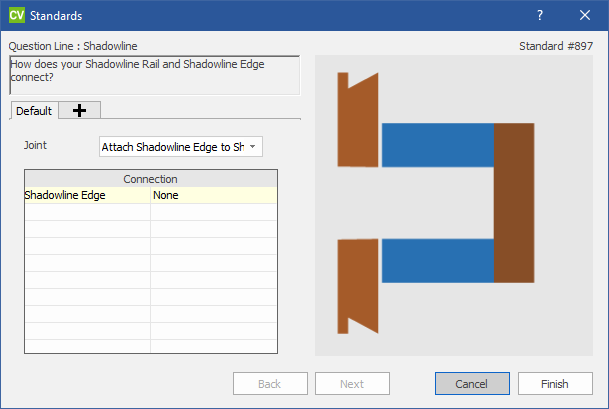 CV Standards ?
Question Line : Shadowline Standard #897
How does your Shadowline Rail and Shadowline Edge
connect?
Default
Joint Attach Shadowline Edge to Sh
Connection
Shadowline Edge None
Back Next Cancel Finish